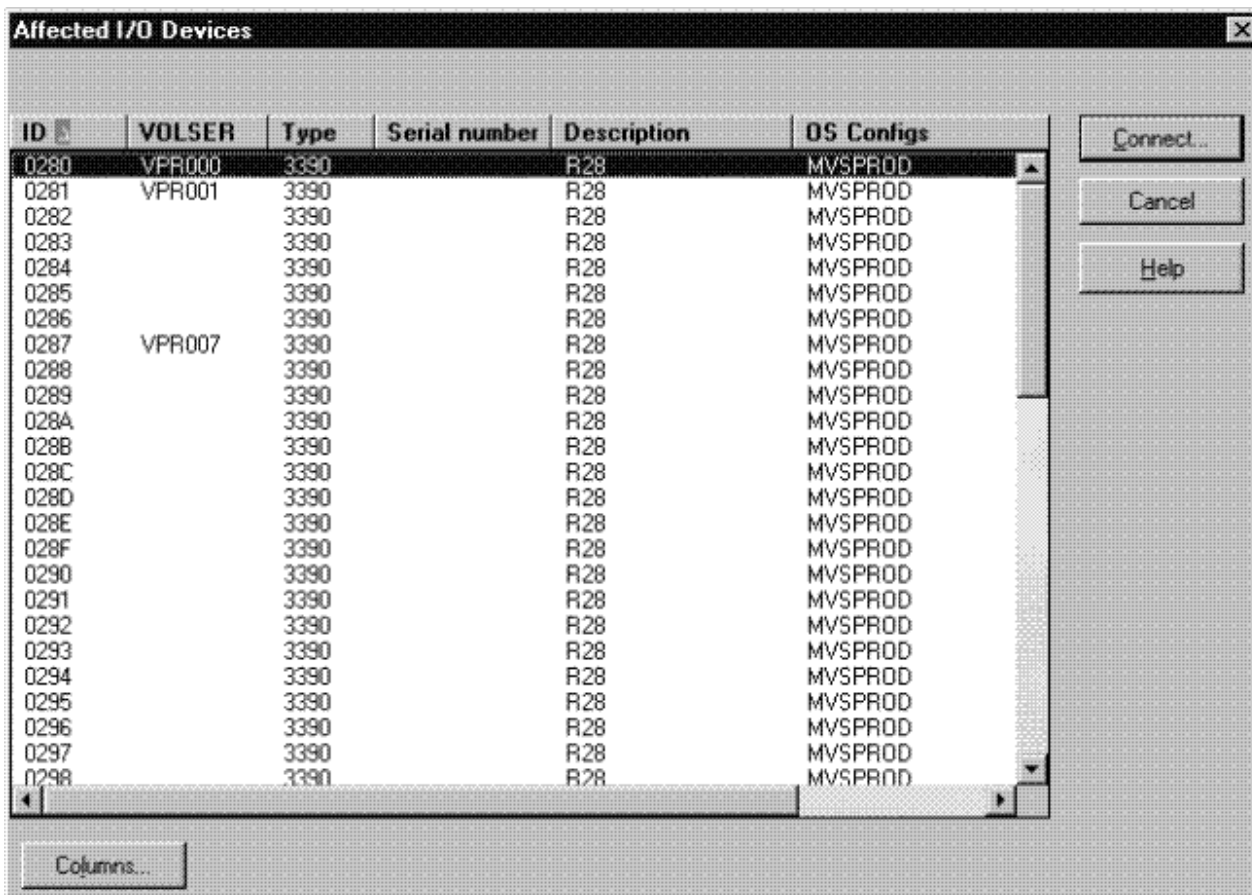 Affected I/O Devices
ID VOLSER Type Serial number Description OS Configs
Connect...
0280 VPR000 3390 R28 MVSPROD
0281 VPR001 3390 R28 MVSPROD
Cancel
0282 3390 R28 MVSPROD
0283 3390 R28 MVSPROD
0284 3390 R28 MVSPROD
Help
0285 3390 R28 MVSPROD
0286 3390 R28 MVSPROD
0287 VPR007 3390 R28 MVSPROD
0288 3390 R28 MVSPROD
0289 3390 R28 MVSPROD
028A 3390 R28 MVSPROD
028B 3390 R28 MVSPROD
028C 3390 R28 MVSPROD
028D 3390 R28 MVSPROD
028E 3390 R28 MVSPROD
028F 3390 R28 MVSPROD
0290 3390 R28 MVSPROD
0291 3390 R28 MVSPROD
0292 3390 R28 MVSPROD
0293 3390 R28 MVSPROD
0294 3390 R28 MVSPROD
0295 3390 R28 MVSPROD
0296 3390 R28 MVSPROD
0297 3390 R28 MVSPROD
0298 3390 R28 MVSPROD
Columns...